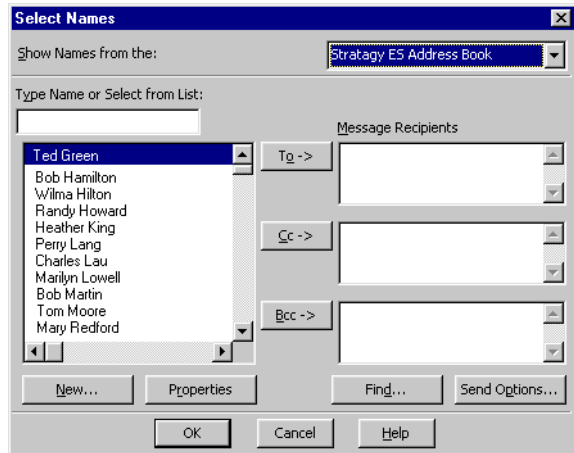 Select Names
Show Names from the:
Stratagy ES Address Book
Type Name or Select from List:
Message Recipients
Ted Green
Bob Hamilton
Wilma Hilton
Randy Howard
Heather King
Perry Lang
Charles Lau
Marilyn Lowell
Bob Martin
Tom Moore
Mary Redford
To ->
Cc ->
Bcc ->
New...
Properties
Find...
Send Options...
OK
Cancel
Help